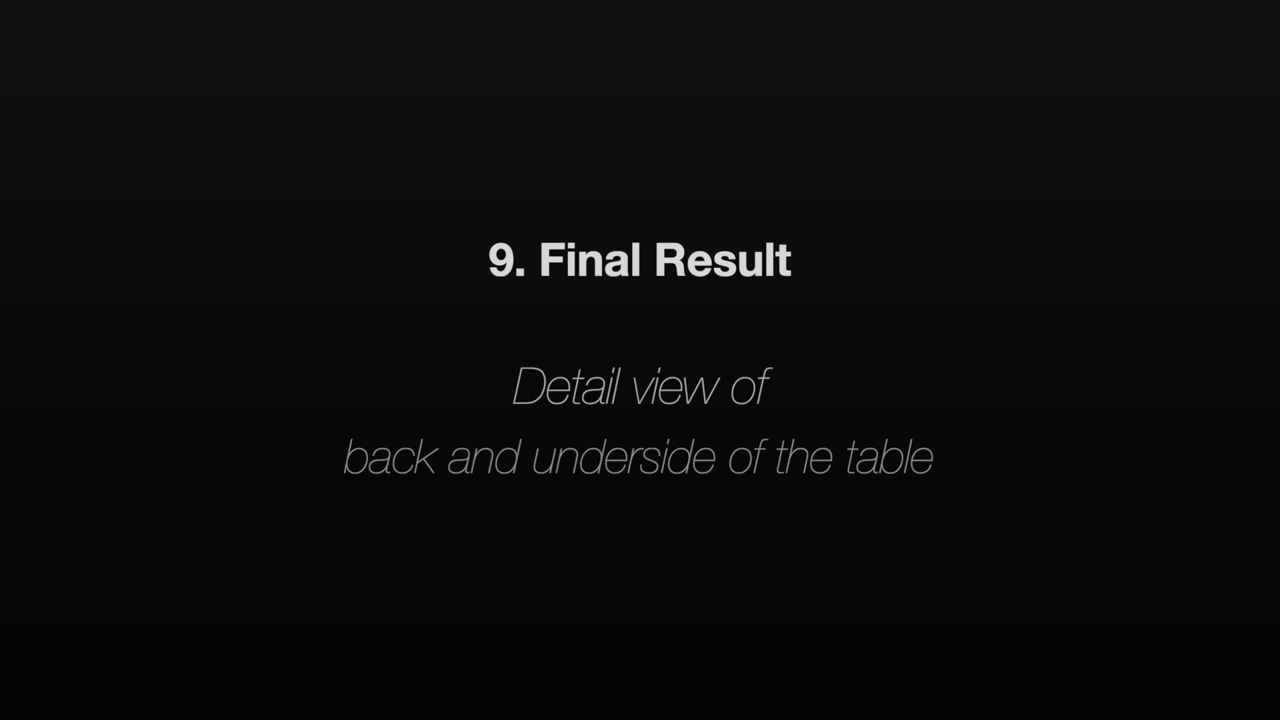 9. Final Result
Detail view of
back and underside of the table